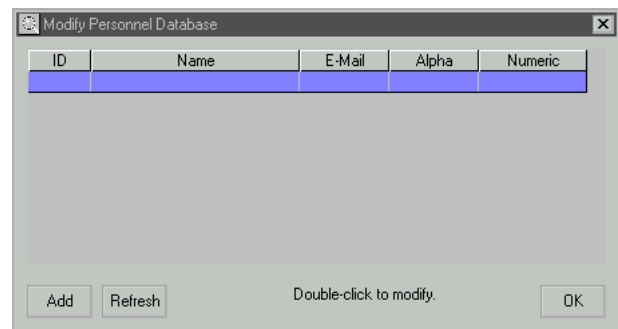 Modify Personnel Database
ID Name E-Mail Alpha Numeric
Double-click to modify.
Add Refresh OK